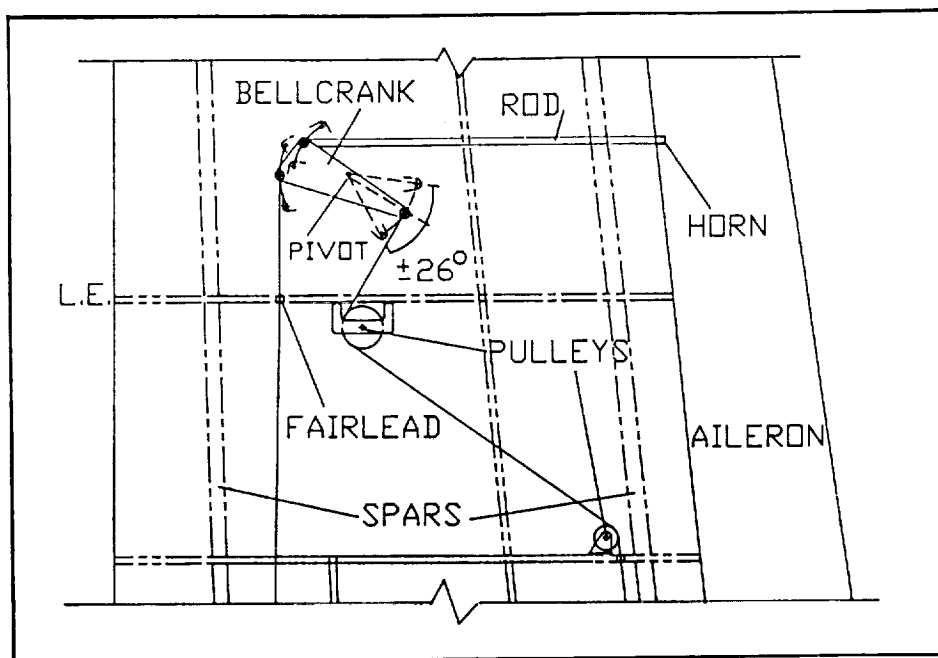 BELLCRANK
ROD
HORN
PIVOT
±26°
L.E.
PULLEYS
FAIRLEAD
AILERON
SPARS